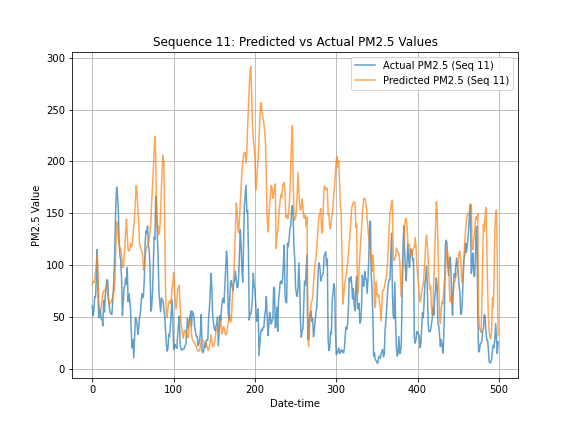 Sequence 11: Predicted vs Actual PM2.5 Values
Actual PM2.5 (Seq 11)
Predicted PM2.5 (Seq 11)
PM2.5 Value
300
250
200
150
100
50
0
0 100 200 300 400 500
Date-time